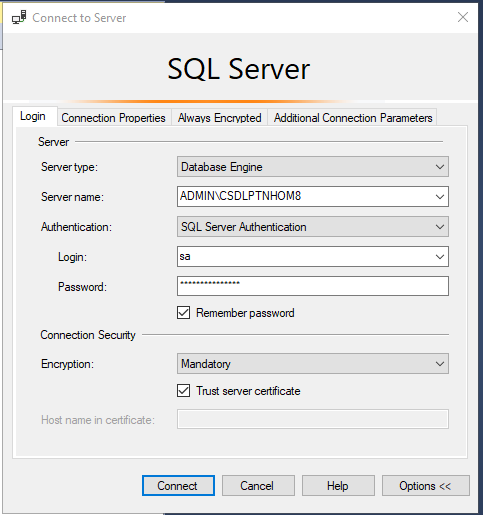 Connect to Server
SQL Server
Login Connection Properties Always Encrypted Additional Connection Parameters
Server
Server type: Database Engine
Server name: ADMIN\CSDLPTNHOM8
Authentication: SQL Server Authentication
Login: sa
Password: ***************
Remember password
Connection Security
Encryption: Mandatory
Trust server certificate
Host name in certificate:
Connect Cancel Help Options <<